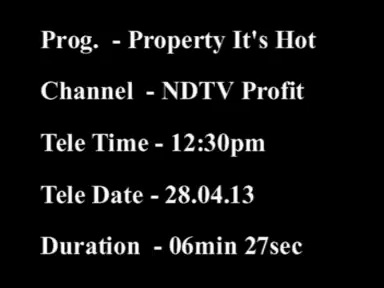 Prog.  - Property It's Hot
Channel  - NDTV Profit
Tele Time - 12:30pm
Tele Date - 28.04.13
Duration  - 06min 27sec